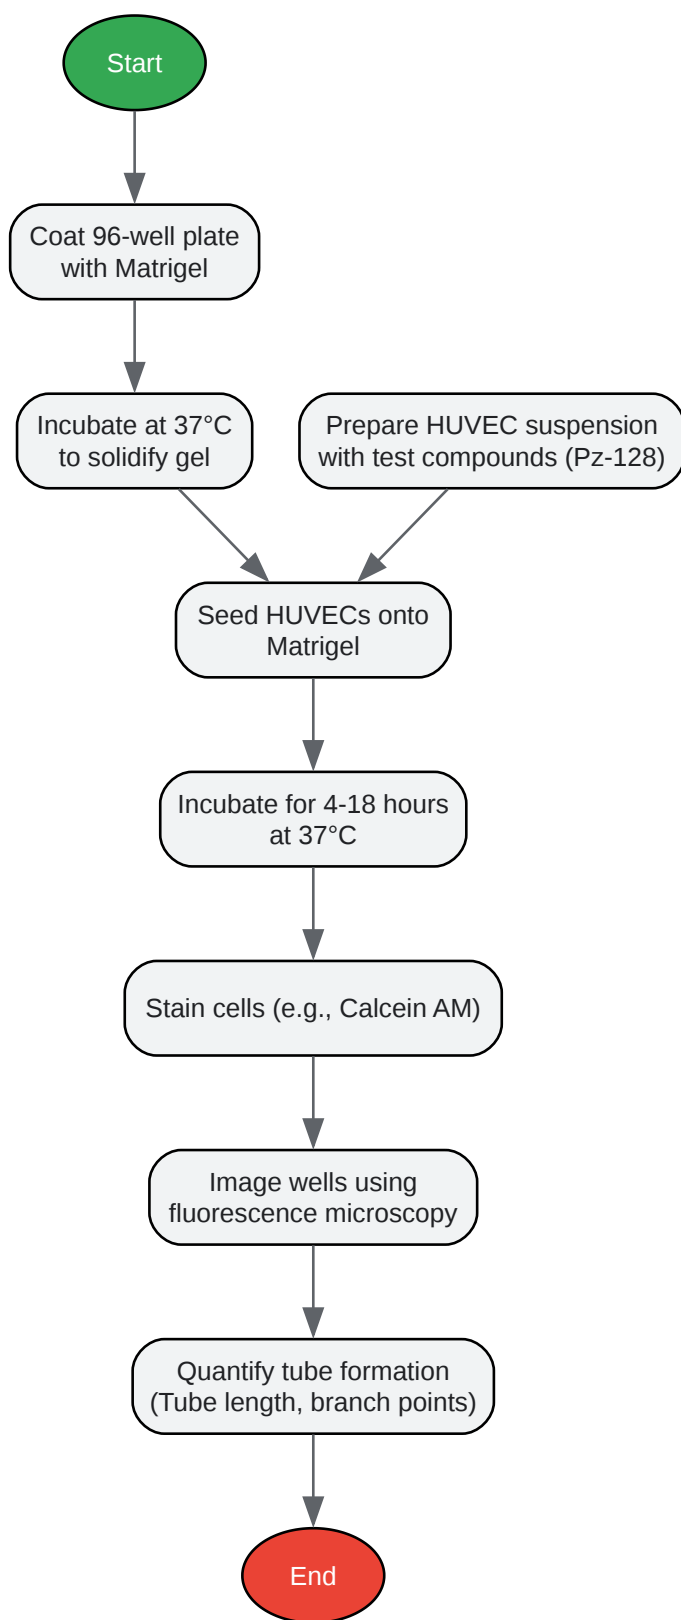 Start
Coat 96-well plate
with Matrigel
Incubate at 37°C
to solidify gel
Prepare HUVEC suspension
with test compounds (Pz-128)
Seed HUVECs onto
Matrigel
Incubate for 4-18 hours
at 37°C
Stain cells (e.g., Calcein AM)
Image wells using
fluorescence microscopy
Quantify tube formation
(Tube length, branch points)
End